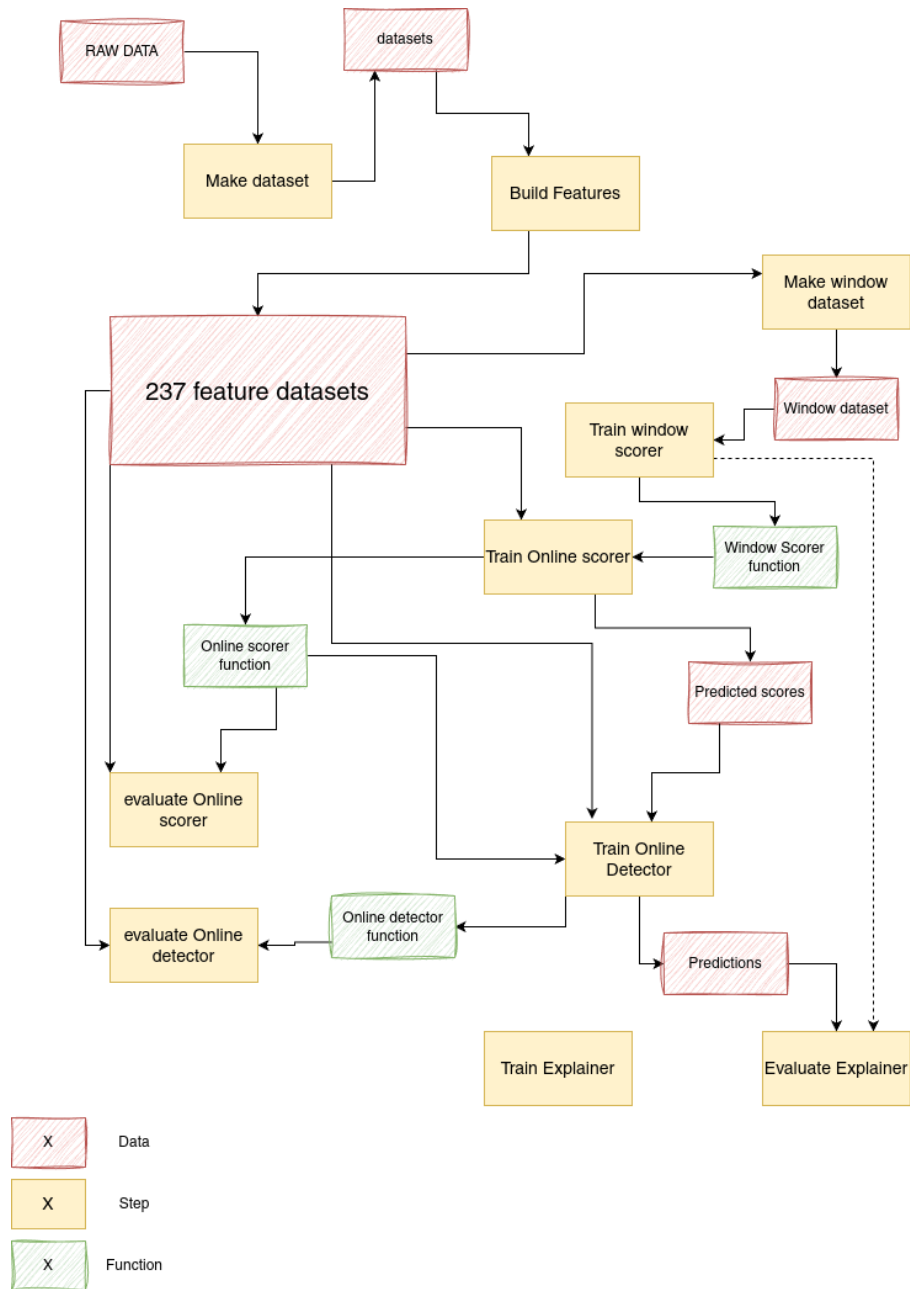 RAW DATA
datasets
Make dataset
Build Features
Make window
dataset
237 feature datasets
Window dataset
Train window
scorer
Train Online scorer
Window Scorer
function
Online scorer
function
Predicted scores
evaluate Online
scorer
Train Online
Detector
Online detector
function
evaluate Online
detector
Predictions
Train Explainer
Evaluate Explainer
X Data
X Step
X Function